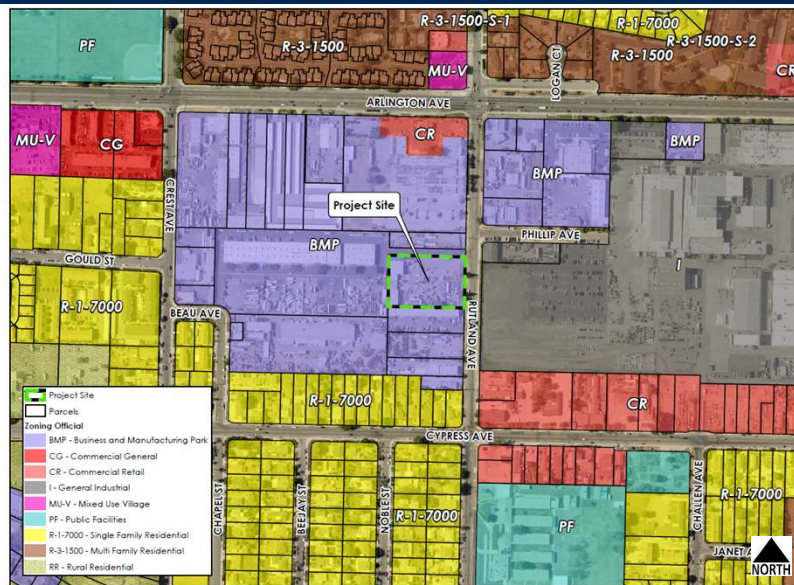 PF
R-3-1500
R-3-1500-S-1
R-1-7000
R-3-1500-S-2
R-3-1500
MU-V
LOGAN CT
CR
ARLINGTON AVE
MU-V
CG
CREST AVE
CR
BMP
BMP
Project Site
PHILLIP AVE
BMP
GOULD ST
I
R-1-7000
BEAU AVE
RUTLAND AVE
R-1-7000
CR
CYPRESS AVE
CHAPEL ST
BEEJAY ST
NOBLE ST
R-1-7000
PF
CHALLEN AVE
R-1-7000
JANET A
Project Site
Parcels
Zoning Official
BMP - Business and Manufacturing Park
CG - Commercial General
CR - Commercial Retail
I - General Industrial
MU-V - Mixed Use Village
PF - Public Facilities
R-1-7000 - Single Family Residential
R-3-1500 - Multi Family Residential
RR - Rural Residential
NORTH